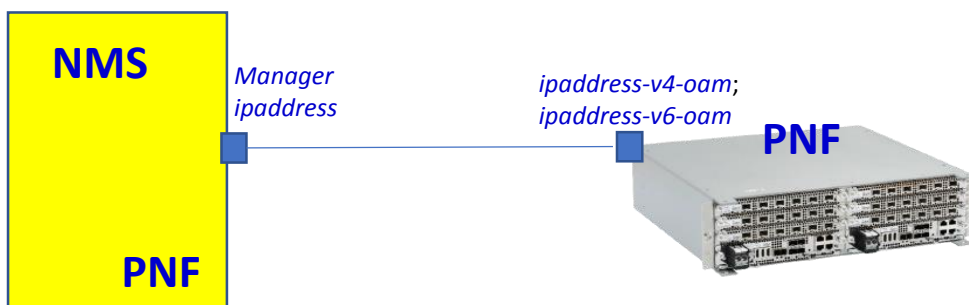 NMS
Manager
ipaddress
PNF
ipaddress-v4-oam;
ipaddress-v6-oam
PNF